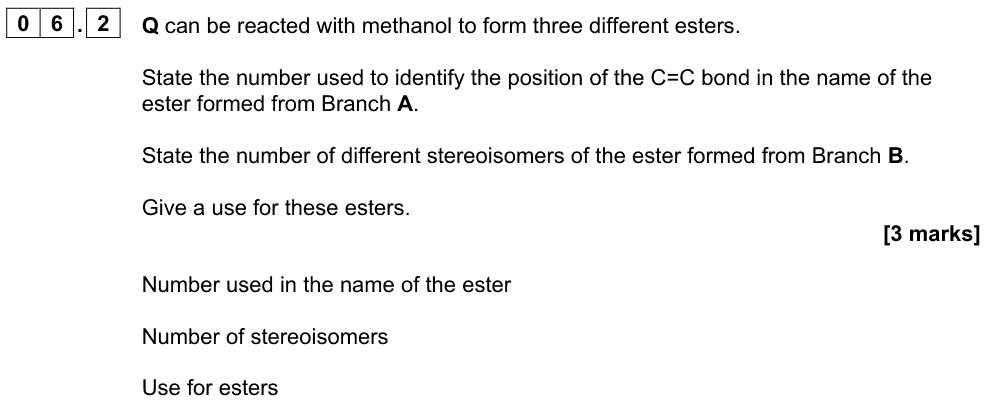 0 6 . 2 Q can be reacted with methanol to form three different esters.
State the number used to identify the position of the C=C bond in the name of the
ester formed from Branch A.
State the number of different stereoisomers of the ester formed from Branch B.
Give a use for these esters.
[3 marks]
Number used in the name of the ester
Number of stereoisomers
Use for esters